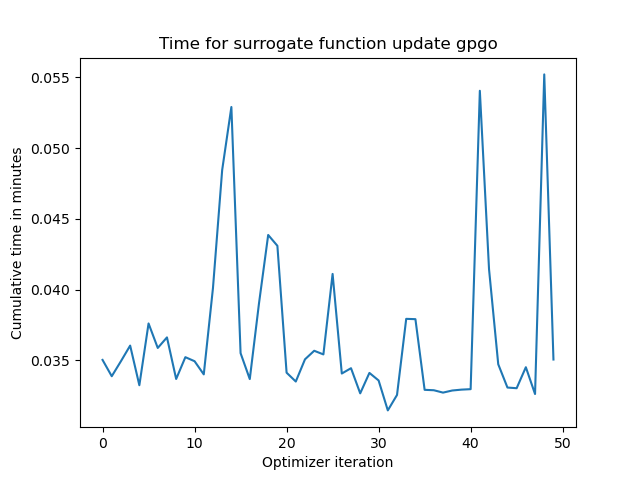 Time for surrogate function update gpgo
0.055
0.050
0.045
0.040
0.035
Cumulative time in minutes
0 10 20 30 40 50
Optimizer iteration